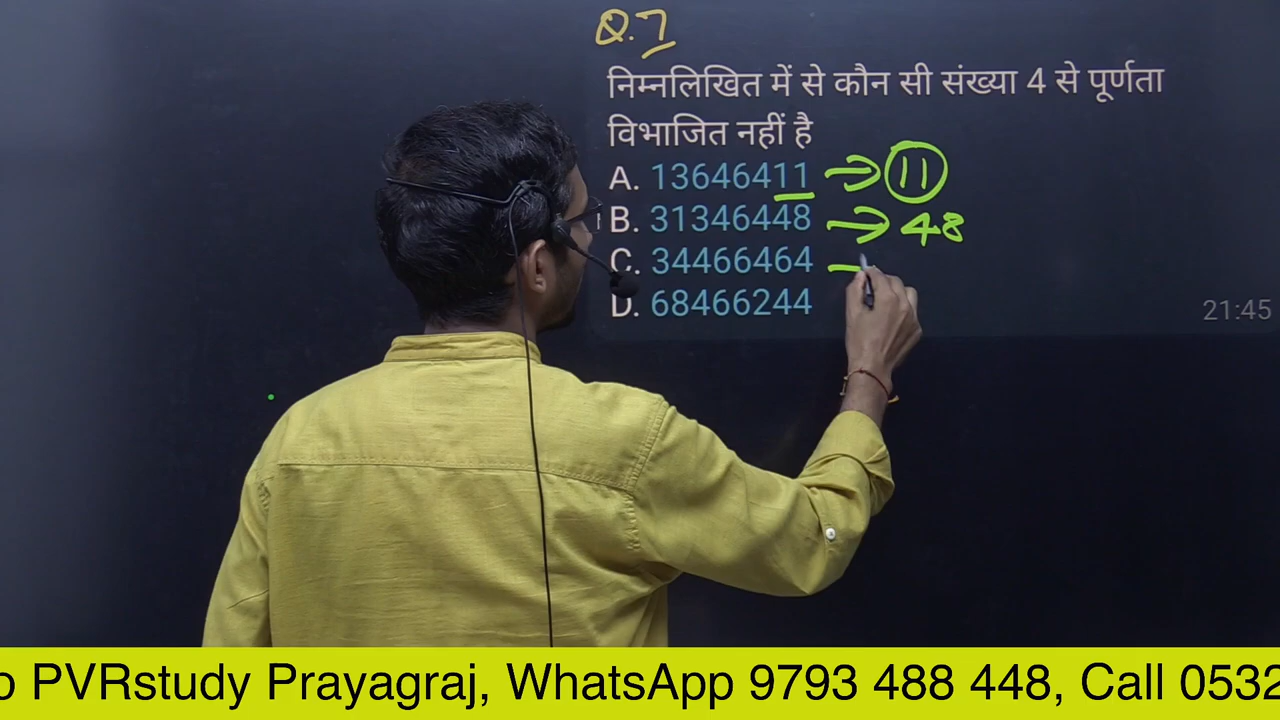 Q.7
निम्नलिखित में से कौन सी संख्या 4 से पूर्णता
विभाजित नहीं है
A. 13646411 → 11
B. 31346448 → 48
C. 34466464
D. 68466244
21:45
o PVRstudy Prayagraj, WhatsApp 9793 488 448, Call 0532